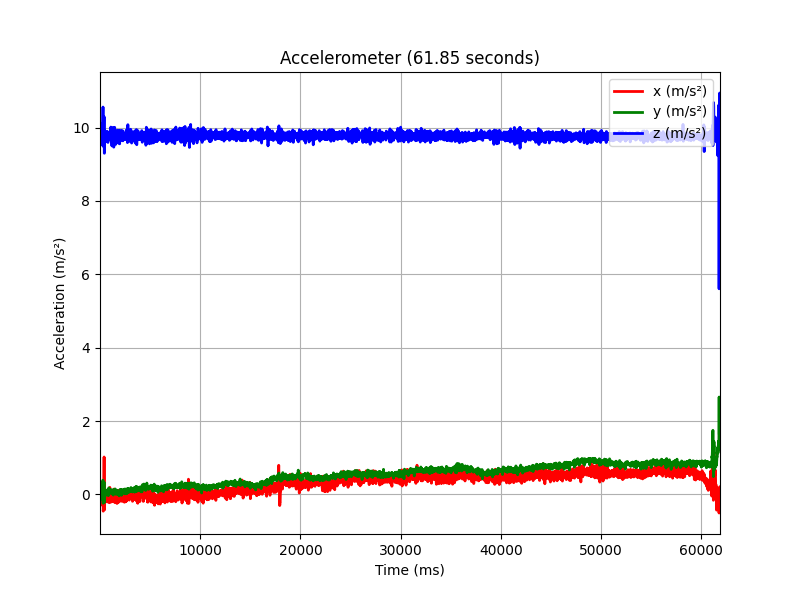 Accelerometer (61.85 seconds)
x (m/s²)
y (m/s²)
z (m/s²)
10
8
6
4
2
0
Acceleration (m/s²)
10000 20000 30000 40000 50000 60000
Time (ms)